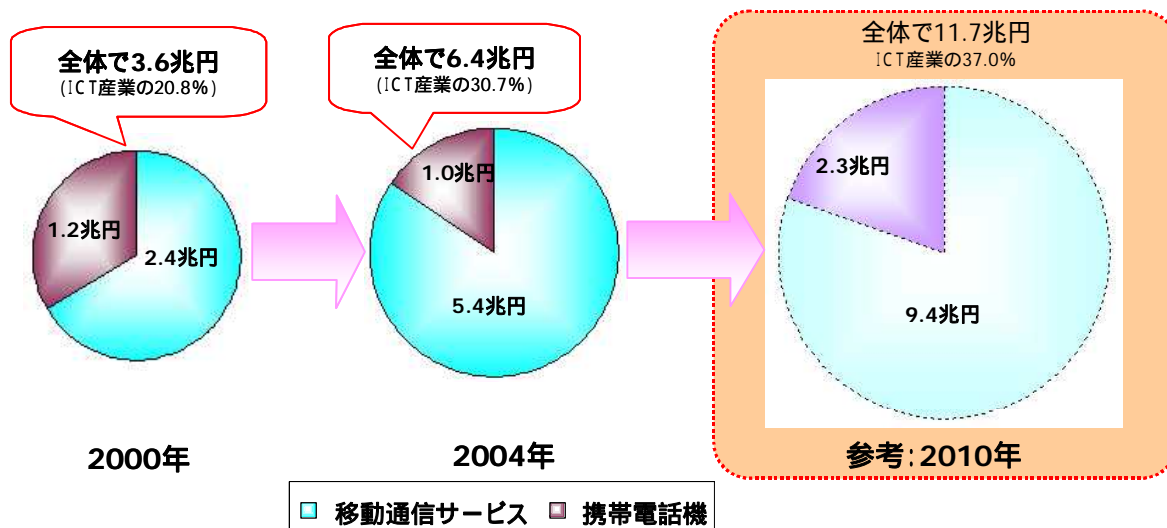 全体で3.6兆円
(ICT産業の20.8%)
全体で6.4兆円
(ICT産業の30.7%)
全体で11.7兆円
ICT産業の37.0%
1.2兆円
2.4兆円
1.0兆円
5.4兆円
2.3兆円
9.4兆円
2000年
2004年
参考:2010年
移動通信サービス 携帯電話機